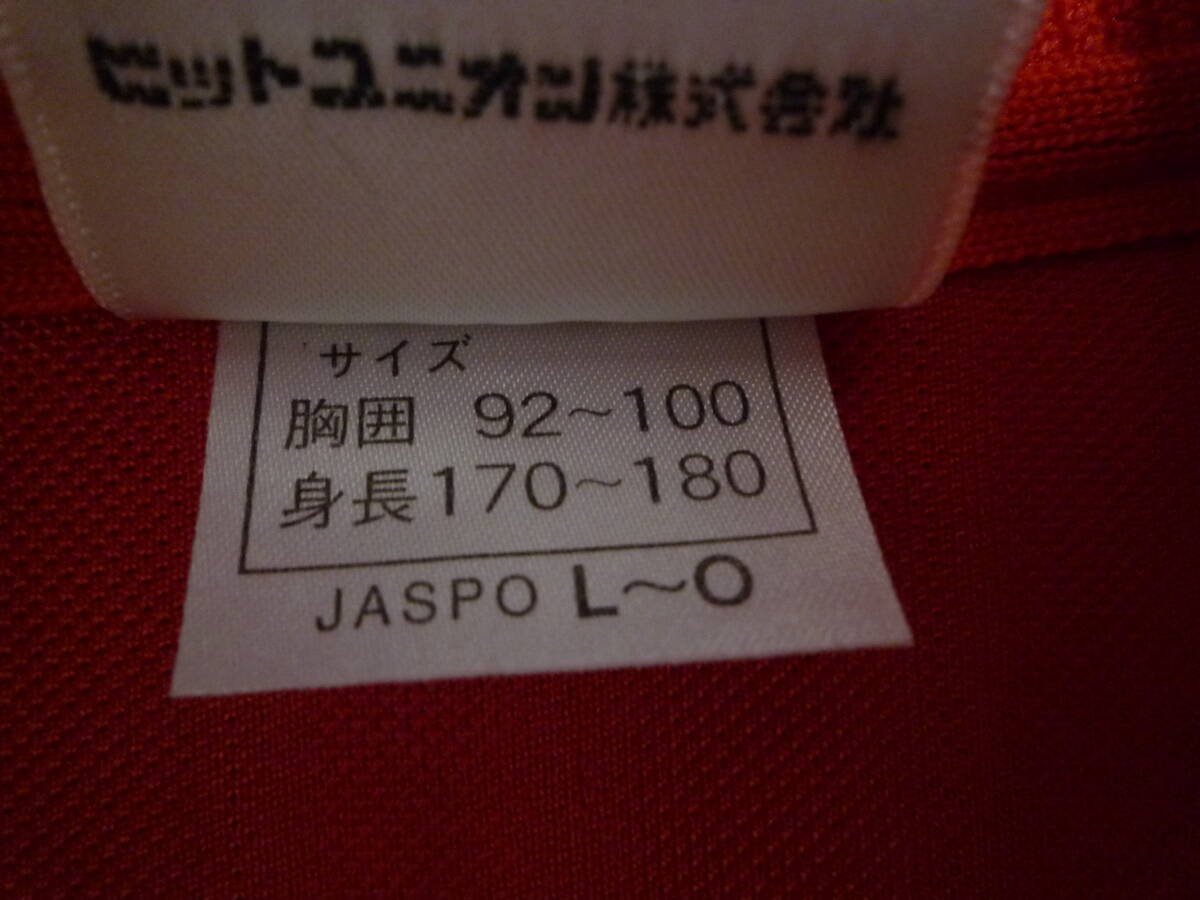 ヒットユニオン株式会社
サイズ
胸囲 92～100
身長170～180
JASPO L～O